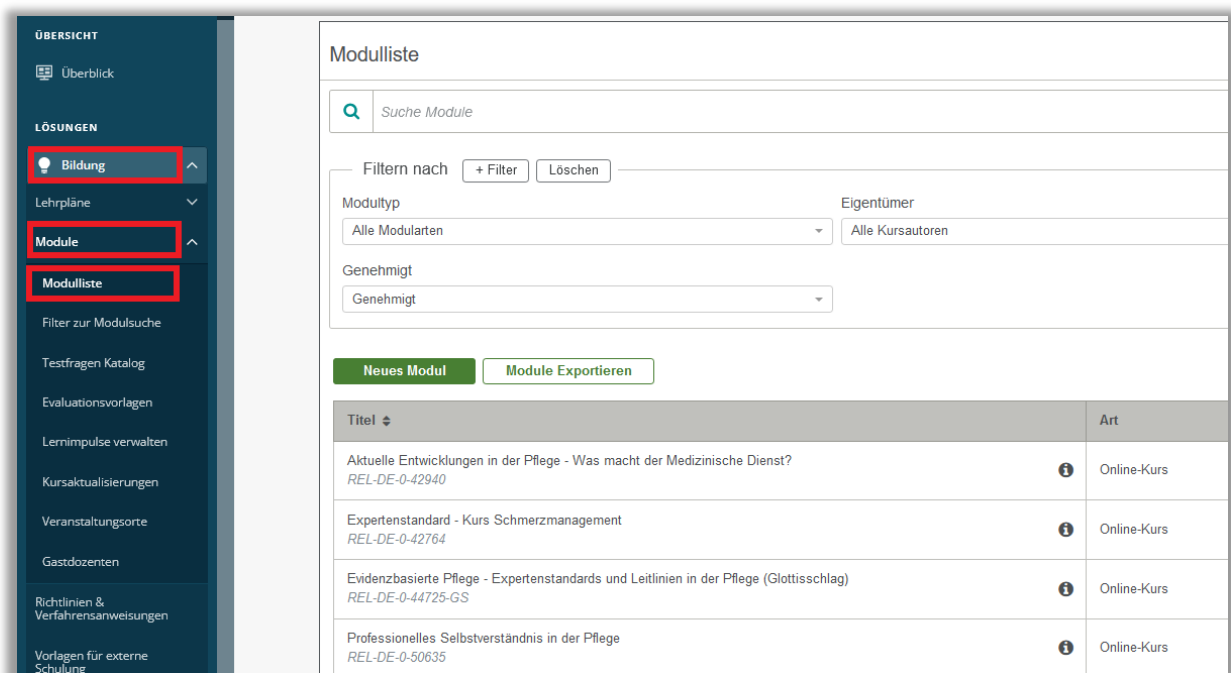 ÜBERSICHT
Überblick
LÖSUNGEN
Bildung
Lehrpläne
Module
Modulliste
Filter zur Modulsuche
Testfragen Katalog
Evaluationsvorlagen
Lernimpulse verwalten
Kursaktualisierungen
Veranstaltungsorte
Gastdozenten
Richtlinien &
Verfahrensanweisungen
Vorlagen für externe
Schulung
Modulliste
Suche Module
Filtern nach + Filter Löschen
Modultyp Eigentümer
Alle Modularten Alle Kursautoren
Genehmigt
Genehmigt
Neues Modul Module Exportieren
Titel Art
Aktuelle Entwicklungen in der Pflege - Was macht der Medizinische Dienst?
REL-DE-0-42940
Online-Kurs
Expertenstandard - Kurs Schmerzmanagement
REL-DE-0-42764
Online-Kurs
Evidenzbasierte Pflege - Expertenstandards und Leitlinien in der Pflege (Glottisschlag)
REL-DE-0-44725-GS
Online-Kurs
Professionelles Selbstverständnis in der Pflege
REL-DE-0-50635
Online-Kurs